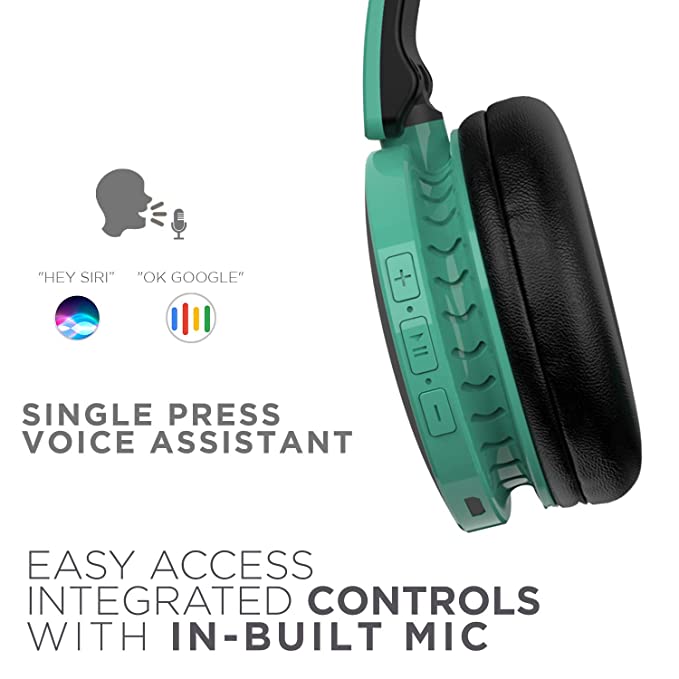 "HEY SIRI" "OK GOOGLE"
SINGLE PRESS
VOICE ASSISTANT
EASY ACCESS
INTEGRATED CONTROLS
WITH IN-BUILT MIC